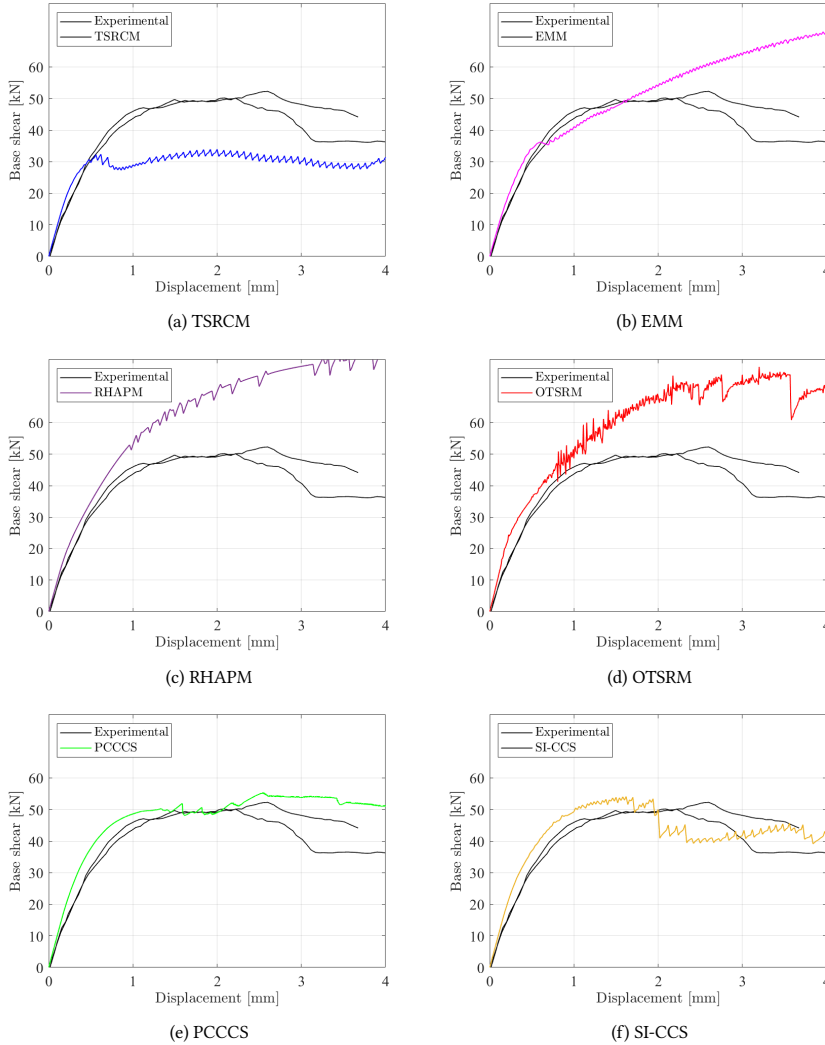 Experimental
TSRCM
Base shear [kN]
60
50
40
30
20
10
0
0 1 2 3 4
Displacement [mm]
(a) TSRCM
Experimental
EMM
Base shear [kN]
60
50
40
30
20
10
0
0 1 2 3 4
Displacement [mm]
(b) EMM
Experimental
RHAPM
Base shear [kN]
60
50
40
30
20
10
0
0 1 2 3 4
Displacement [mm]
(c) RHAPM
Experimental
OTSRM
Base shear [kN]
60
50
40
30
20
10
0
0 1 2 3 4
Displacement [mm]
(d) OTSRM
Experimental
PCCCS
Base shear [kN]
60
50
40
30
20
10
0
0 1 2 3 4
Displacement [mm]
(e) PCCCS
Experimental
SI-CCS
Base shear [kN]
60
50
40
30
20
10
0
0 1 2 3 4
Displacement [mm]
(f) SI-CCS